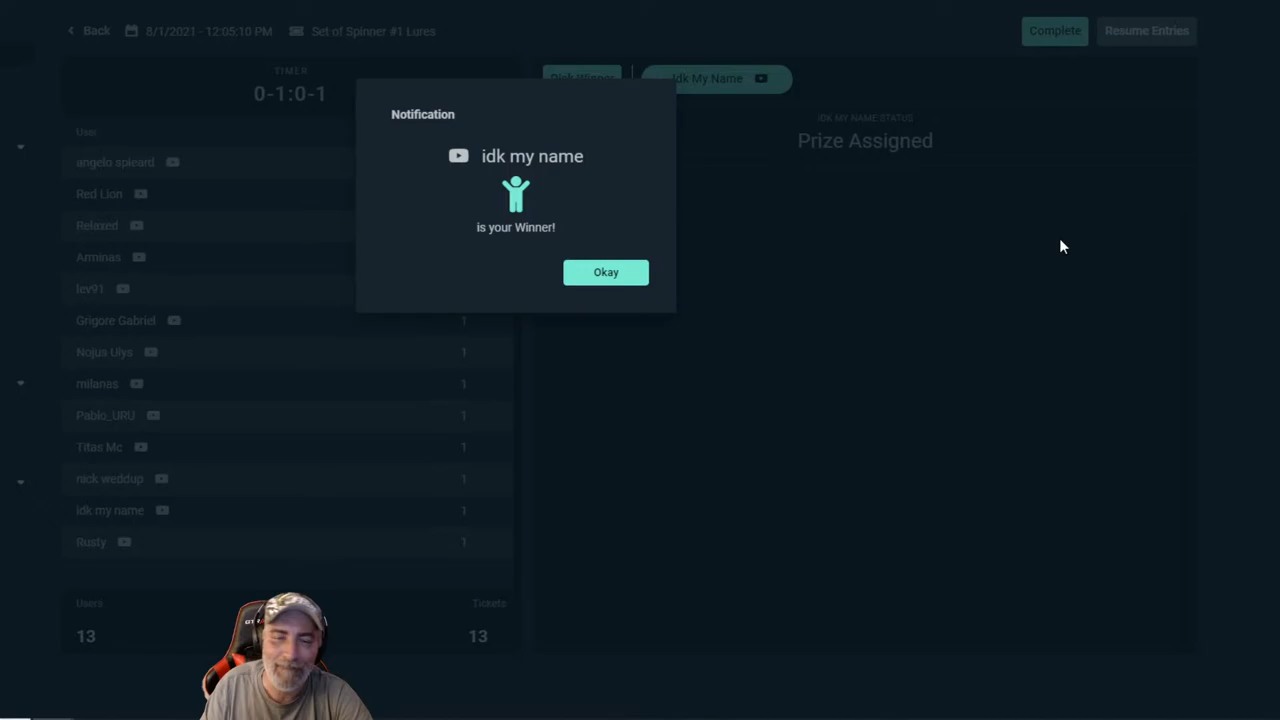 Back
8/1/2021 - 12:05:10 PM
Set of Spinner #1 Lures
Complete
Resume Entries
TIMER
0-1:0-1
Pick Winner
Idk My Name
IDK MY NAME STATUS
Prize Assigned
Notification
idk my name
is your Winner!
Okay
User
angelo spieard
Red Lion
Relaxed
Arminas
lev91
Grigore Gabriel 1
Nojus Ulys 1
milanas 1
Pablo_URU 1
Titas Mc 1
nick weddup 1
idk my name 1
Rusty 1
Users Tickets
13 13